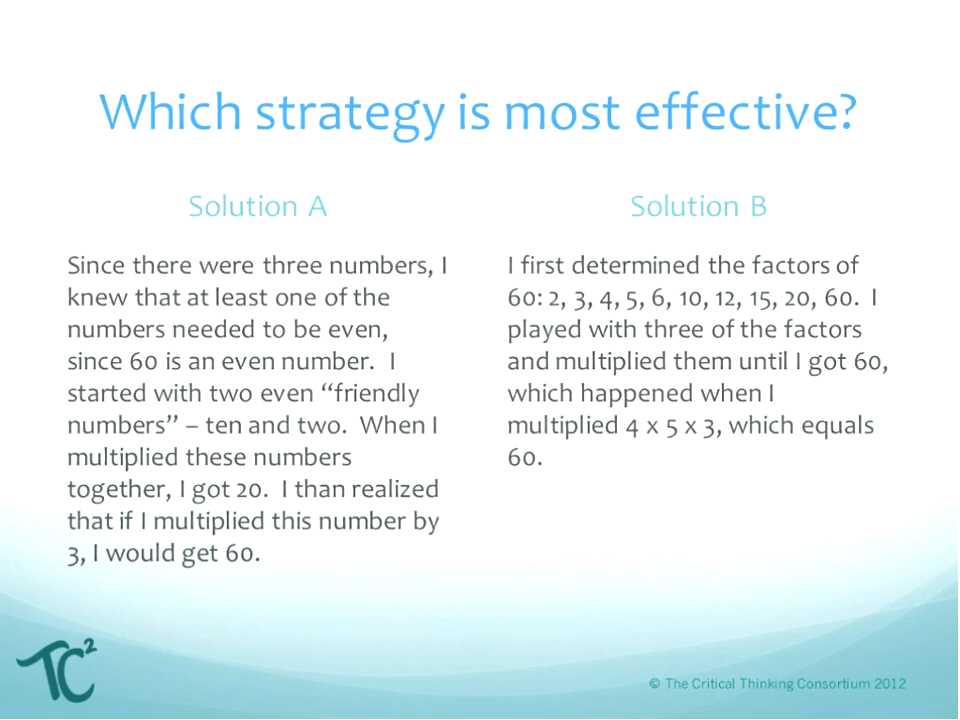 Which strategy is most effective?
Solution A
Since there were three numbers, I
knew that at least one of the
numbers needed to be even,
since 60 is an even number.  I
started with two even “friendly
numbers” – ten and two.  When I
multiplied these numbers
together, I got 20.  I than realized
that if I multiplied this number by
3, I would get 60.
Solution B
I first determined the factors of
60: 2, 3, 4, 5, 6, 10, 12, 15, 20, 60.  I
played with three of the factors
and multiplied them until I got 60,
which happened when I
multiplied 4 x 5 x 3, which equals
60.
TC²
© The Critical Thinking Consortium 2012